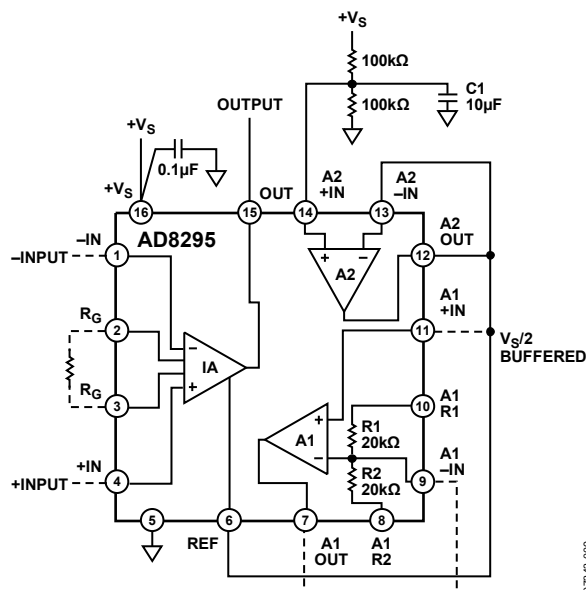 +VS
100kΩ
100kΩ
C1
10µF
OUTPUT
+VS
0.1µF
+VS
OUT
A2
+IN
A2
–IN
16
15
14
13
AD8295
A2
OUT
–IN
–INPUT
1
+
–
A2
12
A1
+IN
RG
2
11
VS/2
BUFFERED
–
IA
+
RG
3
+
A1
–
R1
20kΩ
10
A1
R1
+IN
+INPUT
4
R2
20kΩ
9
A1
–IN
5
6
7
8
REF
A1
OUT
A1
R2